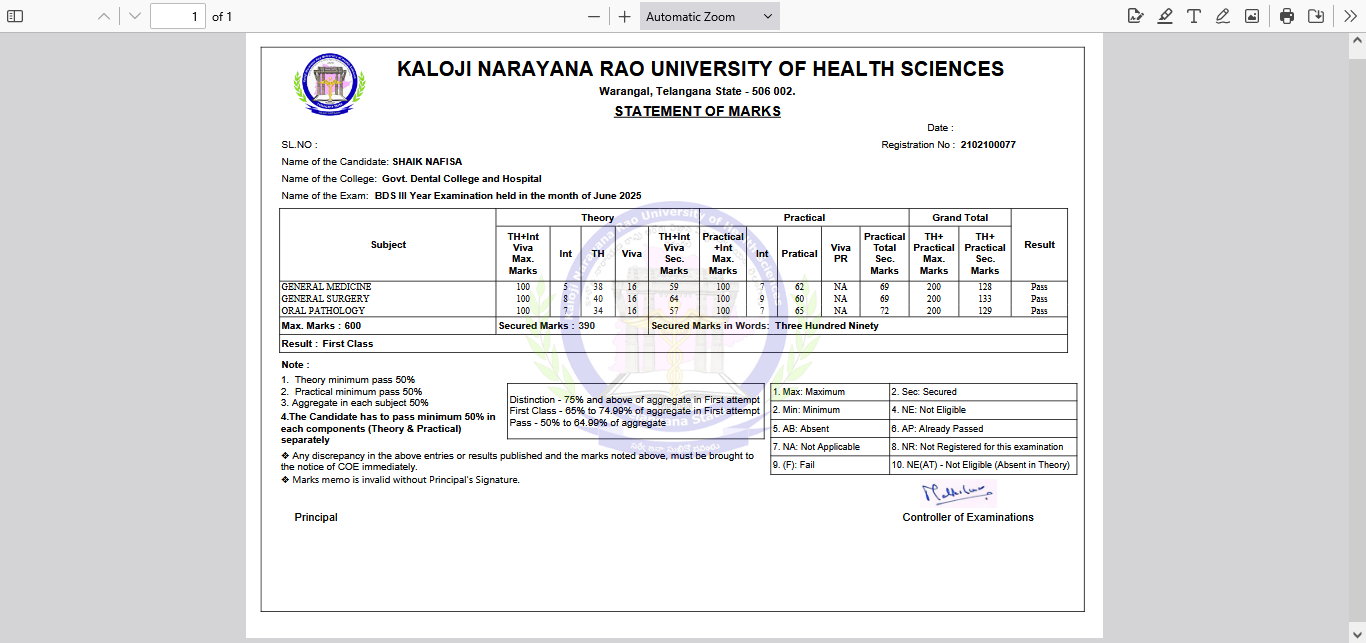 1 of 1
Automatic Zoom
KALOJI NARAYANA RAO UNIVERSITY OF HEALTH SCIENCES
Warangal, Telangana State - 506 002.
STATEMENT OF MARKS
Date :
SL.NO :
Registration No : 2102100077
Name of the Candidate: SHAIK NAFISA
Name of the College: Govt. Dental College and Hospital
Name of the Exam: BDS III Year Examination held in the month of June 2025
Subject Theory Practical Grand Total Result
TH+Int Viva Max. Marks Int TH Viva TH+Int Viva Sec. Marks Practical +Int Max. Marks Int Pratical Viva PR Practical Total Sec. Marks TH+ Practical Max. Marks TH+ Practical Sec. Marks
GENERAL MEDICINE 100 5 38 16 59 100 7 62 NA 69 200 128 Pass
GENERAL SURGERY 100 8 40 16 64 100 9 60 NA 69 200 133 Pass
ORAL PATHOLOGY 100 7 34 16 57 100 7 65 NA 72 200 129 Pass
Max. Marks : 600 Secured Marks : 390 Secured Marks in Words: Three Hundred Ninety
Result : First Class
Note :
1. Theory minimum pass 50%
2. Practical minimum pass 50%
3. Aggregate in each subject 50%
4.The Candidate has to pass minimum 50% in
each components (Theory & Practical)
separately
Distinction - 75% and above of aggregate in First attempt
First Class - 65% to 74.99% of aggregate in First attempt
Pass - 50% to 64.99% of aggregate
1. Max: Maximum 2. Sec: Secured
2. Min: Minimum 4. NE: Not Eligible
5. AB: Absent 6. AP: Already Passed
7. NA: Not Applicable 8. NR: Not Registered for this examination
9. (F): Fail 10. NE(AT) - Not Eligible (Absent in Theory)
❖ Any discrepancy in the above entries or results published and the marks noted above, must be brought to
the notice of COE immediately.
❖ Marks memo is invalid without Principal's Signature.
Principal
Controller of Examinations